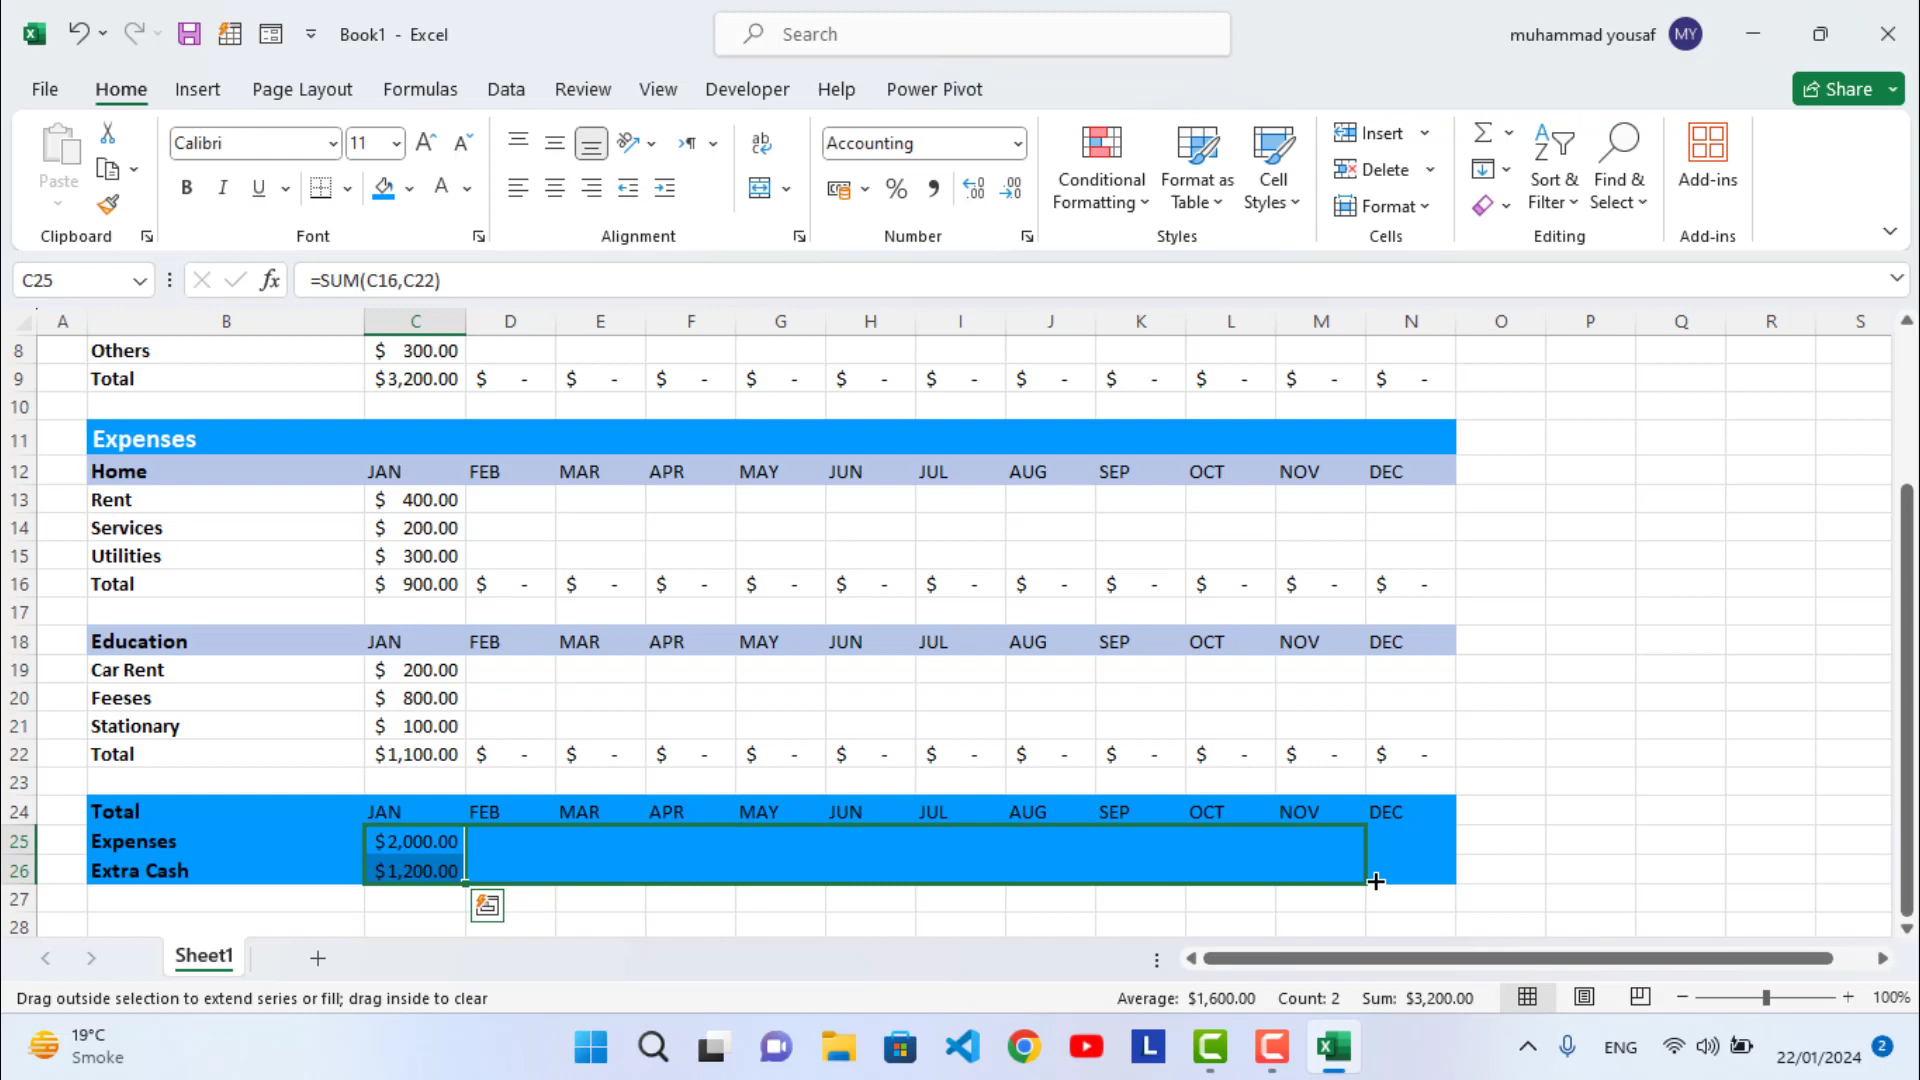 Book1 - Excel
Search
muhammad yousaf
MY
File
Home
Insert
Page Layout
Formulas
Data
Review
View
Developer
Help
Power Pivot
Share
Paste
Calibri
11
Accounting
Conditional Formatting
Format as Table
Cell Styles
Insert
Delete
Format
Sort & Filter
Find & Select
Add-ins
Clipboard
Font
Alignment
Number
Styles
Cells
Editing
Add-ins
C25
fx
=SUM(C16,C22)
A B C D E F G H I J K L M N O P Q R S
8 Others $ 300.00
9 Total $3,200.00 $ - $ - $ - $ - $ - $ - $ - $ - $ - $ - $ -
10
11 Expenses
12 Home JAN FEB MAR APR MAY JUN JUL AUG SEP OCT NOV DEC
13 Rent $ 400.00
14 Services $ 200.00
15 Utilities $ 300.00
16 Total $ 900.00 $ - $ - $ - $ - $ - $ - $ - $ - $ - $ - $ -
17
18 Education JAN FEB MAR APR MAY JUN JUL AUG SEP OCT NOV DEC
19 Car Rent $ 200.00
20 Feeses $ 800.00
21 Stationary $ 100.00
22 Total $1,100.00 $ - $ - $ - $ - $ - $ - $ - $ - $ - $ - $ -
23
24 Total JAN FEB MAR APR MAY JUN JUL AUG SEP OCT NOV DEC
25 Expenses $2,000.00
26 Extra Cash $1,200.00
27
28
Sheet1
Drag outside selection to extend series or fill; drag inside to clear
Average: $1,600.00 Count: 2 Sum: $3,200.00
100%
19°C
Smoke
L
ENG
22/01/2024
2